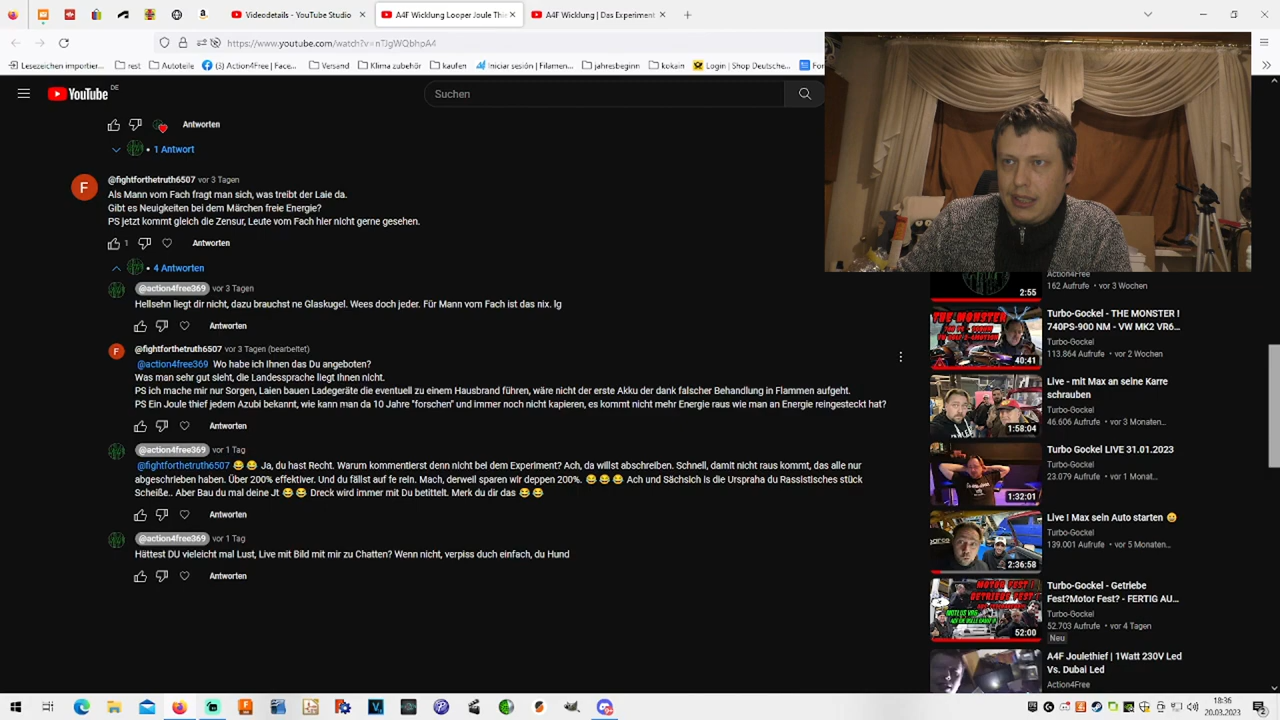 Videodetails - YouTube Studio
A4F Wicklung Looper Joule Thie
A4F Wicklung | Das Experiment
https://www.youtube.com/watch?v=nTJgWQbhoA4
Lesezeichen importier...
rest
Autoteile
(3) Action4Free | Face...
Versand
Klima zubehör
kaufen
Iniciar sesión | Filamen...
jahresbeginn
kokain
Login | Shop Deutsche...
YouTube DE
Suchen
Antworten
1 Antwort
@fightforthetruth6507 vor 3 Tagen
Als Mann vom Fach fragt man sich, was treibt der Laie da.
Gibt es Neuigkeiten bei dem Märchen freie Energie?
PS jetzt kommt gleich die Zensur, Leute vom Fach hier nicht gerne gesehen.
1 Antworten
4 Antworten
@action4free369 vor 3 Tagen
Hellsehn liegt dir nicht, dazu brauchst ne Glaskugel. Wees doch jeder. Für Mann vom Fach ist das nix. lg
Antworten
@fightforthetruth6507 vor 3 Tagen (bearbeitet)
@action4free369 Wo habe ich Ihnen das Du angeboten?
Was man sehr gut sieht, die Landessprache liegt Ihnen nicht.
PS Ich mache mir nur Sorgen, Laien bauen Ladegeräte die eventuell zu einem Hausbrand führen, wäre nicht der erste Akku der dank falscher Behandlung in Flammen aufgeht.
PS Ein Joule thief jedem Azubi bekannt, wie kann man da 10 Jahre "forschen" und immer noch nicht kapieren, es kommt nicht mehr Energie raus wie man an Energie reingesteckt hat?
Antworten
@action4free369 vor 1 Tag
@fightforthetruth6507 😂 😂 Ja, du hast Recht. Warum kommentierst denn nicht bei dem Experiment? Ach, da willst abschreiben. Schnell, damit nicht raus kommt, das alle nur
abgeschrieben haben. Über 200% effektiver. Und du frisst auf fe rein. Mach, derweil sparen wir deppen 200%. 😂 😂 😂 Ach und Sächsich is die Urspraha du Rassistisches stück
Scheiße.. Aber Bau du mal deine Jt 😂 😂 Dreck wird immer mit Du betittelt. Merk du dir das 😂 😂
Antworten
@action4free369 vor 1 Tag
Hättest DU vieleicht mal Lust, Live mit Bild mit mir zu Chatten? Wenn nicht, verpiss duch einfach, du Hund
Antworten
Action4Free
162 Aufrufe • vor 3 Wochen
2:55
Turbo-Gockel - THE MONSTER !
740PS-900 NM - VW MK2 VR6...
Turbo-Gockel
113.864 Aufrufe • vor 2 Wochen
THE MONSTER
40:41
Live - mit Max an seine Karre
schrauben
Turbo-Gockel
46.606 Aufrufe • vor 3 Monaten...
1:58:04
Turbo Gockel LIVE 31.01.2023
Turbo-Gockel
23.079 Aufrufe • vor 1 Monat...
1:32:01
Live ! Max sein Auto starten 😀
Turbo-Gockel
139.001 Aufrufe • vor 5 Monaten...
2:36:58
Turbo-Gockel - Getriebe
Fest?Motor Fest? - FERTIG AU...
Turbo-Gockel
52.703 Aufrufe • vor 4 Tagen
Neu
MOTOR FEST !
GETRIEBE FEST?
52:00
A4F Joulethief | 1Watt 230V Led
Vs. Dubai Led
Action4Free
18:36
20.03.2023